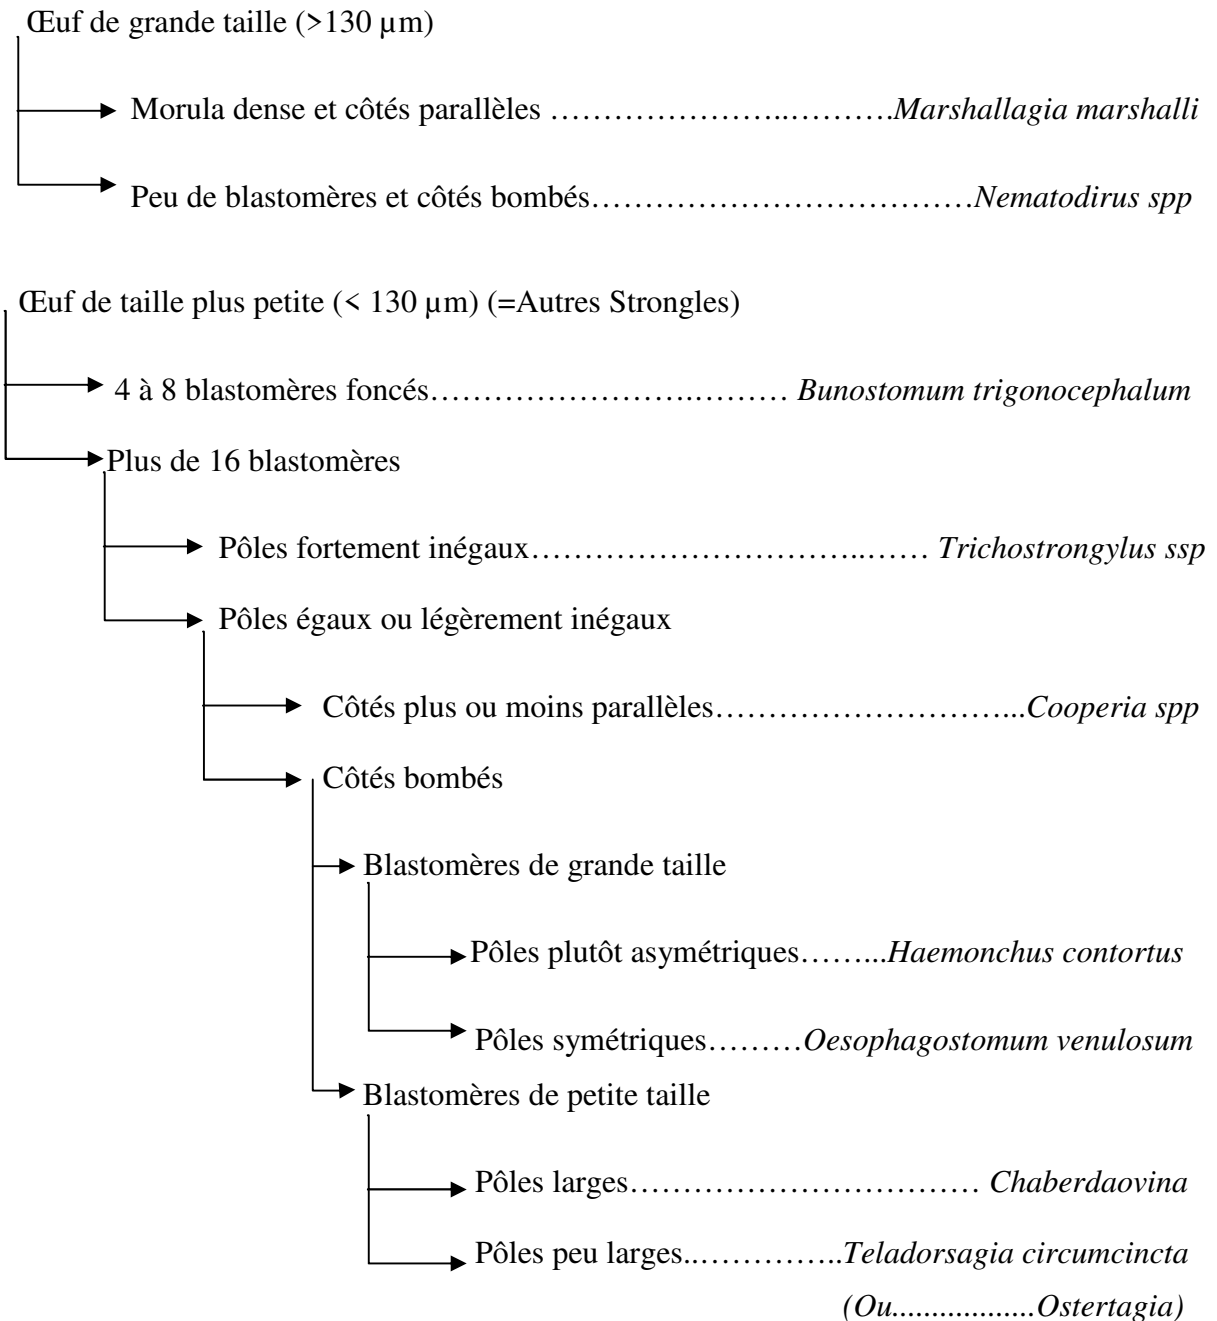 Œuf de grande taille (>130 µm)
Morula dense et côtés parallèles …………………..……….Marshallagia marshalli
Peu de blastomères et côtés bombés………………………………Nematodirus spp
Œuf de taille plus petite (< 130 µm) (=Autres Strongles)
4 à 8 blastomères foncés…………………….……… Bunostomum trigonocephalum
Plus de 16 blastomères
Pôles fortement inégaux…………………………..…… Trichostrongylus ssp
Pôles égaux ou légèrement inégaux
Côtés plus ou moins parallèles………………………...Cooperia spp
Côtés bombés
Blastomères de grande taille
Pôles plutôt asymétriques……...Haemonchus contortus
Pôles symétriques………Oesophagostomum venulosum
Blastomères de petite taille
Pôles larges…………………………… Chaberdaovina
Pôles peu larges..…………..Teladorsagia circumcincta
(Ou..................Ostertagia)